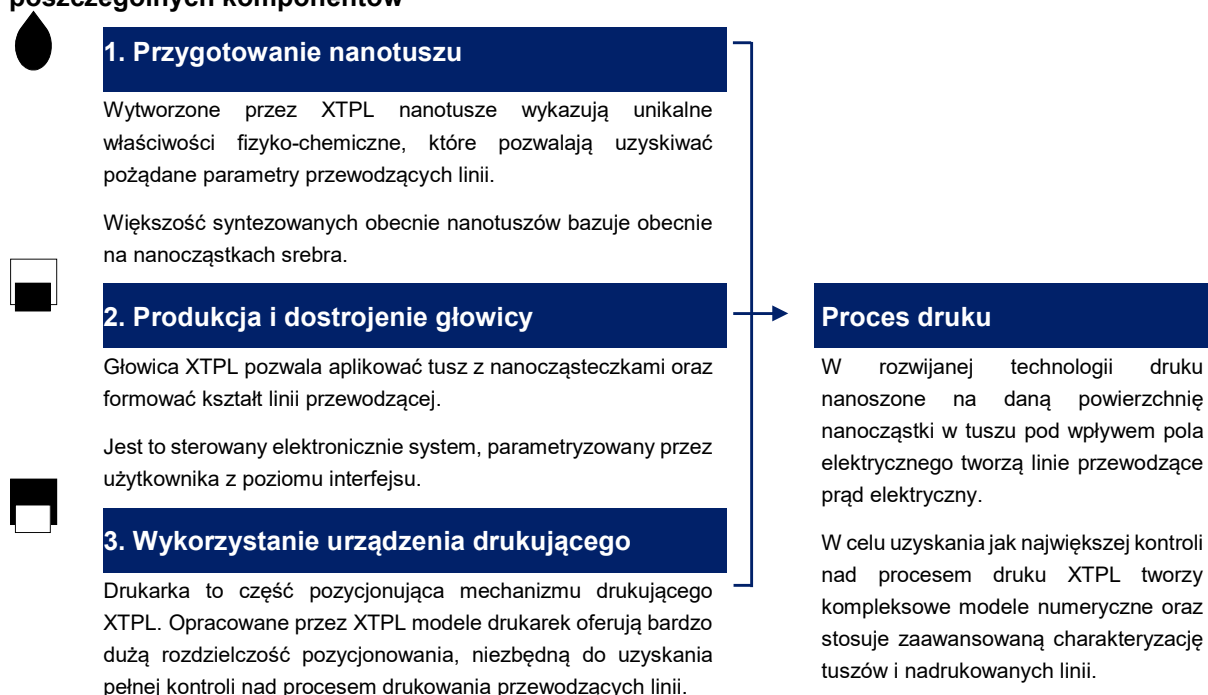 poszczególnych komponentów
1. Przygotowanie nanotuszu
Wytworzone przez XTPL nanotusze wykazują unikalne
właściwości fizyko-chemiczne, które pozwalają uzyskiwać
pożądane parametry przewodzących linii.
Większość syntezowanych obecnie nanotuszów bazuje obecnie
na nanocząstkach srebra.
2. Produkcja i dostrojenie głowicy
Głowica XTPL pozwala aplikować tusz z nanocząsteczkami oraz
formować kształt linii przewodzącej.
Jest to sterowany elektronicznie system, parametryzowany przez
użytkownika z poziomu interfejsu.
3. Wykorzystanie urządzenia drukującego
Drukarka to część pozycjonująca mechanizmu drukującego
XTPL. Opracowane przez XTPL modele drukarek oferują bardzo
dużą rozdzielczość pozycjonowania, niezbędną do uzyskania
pełnej kontroli nad procesem drukowania przewodzących linii.
Proces druku
W rozwijanej technologii druku
nanoszone na daną powierzchnię
nanocząstki w tuszu pod wpływem pola
elektrycznego tworzą linie przewodzące
prąd elektryczny.
W celu uzyskania jak największej kontroli
nad procesem druku XTPL tworzy
kompleksowe modele numeryczne oraz
stosuje zaawansowaną charakteryzację
tuszów i nadrukowanych linii.